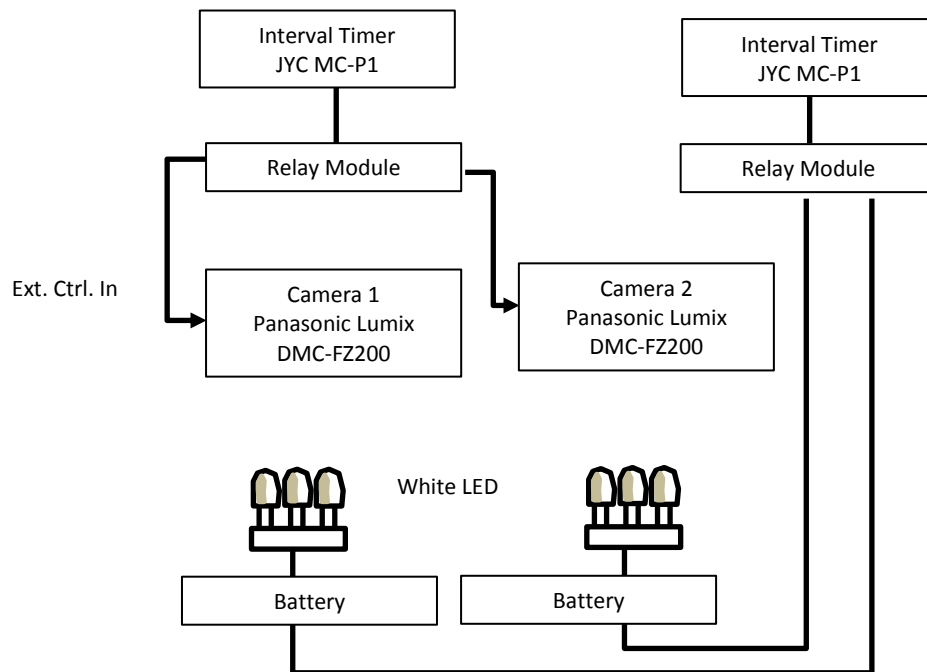 Interval Timer
JYC MC-P1
Interval Timer
JYC MC-P1
Relay Module
Relay Module
Ext. Ctrl. In
Camera 1
Panasonic Lumix
DMC-FZ200
Camera 2
Panasonic Lumix
DMC-FZ200
White LED
Battery
Battery